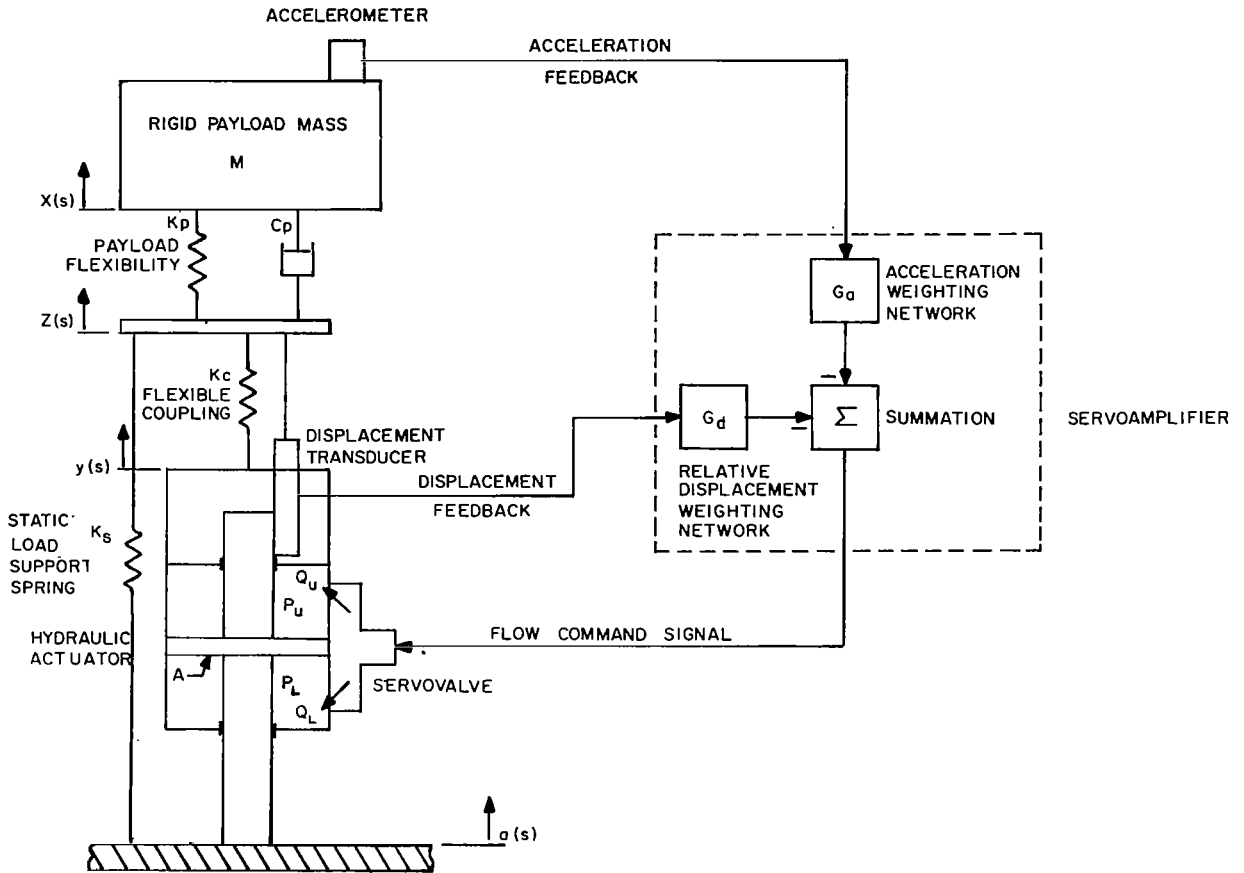 ACCELEROMETER
ACCELERATION
FEEDBACK
RIGID PAYLOAD MASS
M
X(s)
Kp
Cp
PAYLOAD
FLEXIBILITY
Ga
ACCELERATION
WEIGHTING
NETWORK
Z(s)
Kc
FLEXIBLE
COUPLING
–
Gd
–
Σ
SUMMATION
SERVOAMPLIFIER
DISPLACEMENT
TRANSDUCER
y(s)
DISPLACEMENT
FEEDBACK
RELATIVE
DISPLACEMENT
WEIGHTING
NETWORK
STATIC
LOAD
SUPPORT
SPRING
Ks
QU
PU
HYDRAULIC
ACTUATOR
FLOW COMMAND SIGNAL
A
PL
SERVOVALVE
QL
a(s)